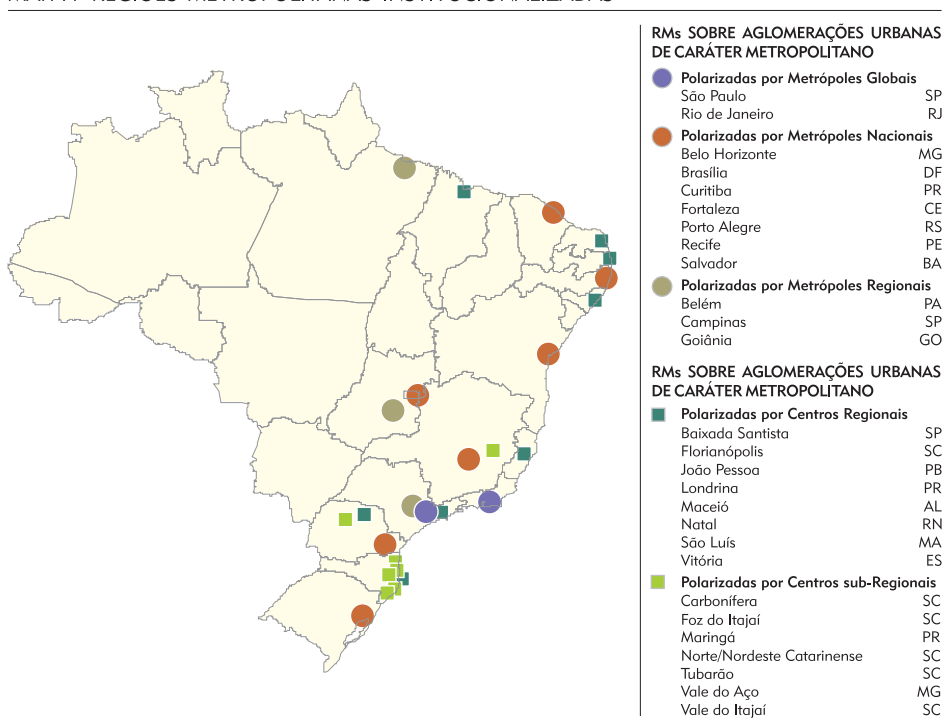 RMs SOBRE AGLOMERAÇÕES URBANAS
DE CARÁTER METROPOLITANO
Polarizadas por Metrópoles Globais
São Paulo SP
Rio de Janeiro RJ
Polarizadas por Metrópoles Nacionais
Belo Horizonte MG
Brasília DF
Curitiba PR
Fortaleza CE
Porto Alegre RS
Recife PE
Salvador BA
Polarizadas por Metrópoles Regionais
Belém PA
Campinas SP
Goiânia GO
RMs SOBRE AGLOMERAÇÕES URBANAS
DE CARÁTER METROPOLITANO
Polarizadas por Centros Regionais
Baixada Santista SP
Florianópolis SC
João Pessoa PB
Londrina PR
Maceió AL
Natal RN
São Luís MA
Vitória ES
Polarizadas por Centros sub-Regionais
Carbonífera SC
Foz do Itajaí SC
Maringá PR
Norte/Nordeste Catarinense SC
Tubarão SC
Vale do Aço MG
Vale do Itajaí SC